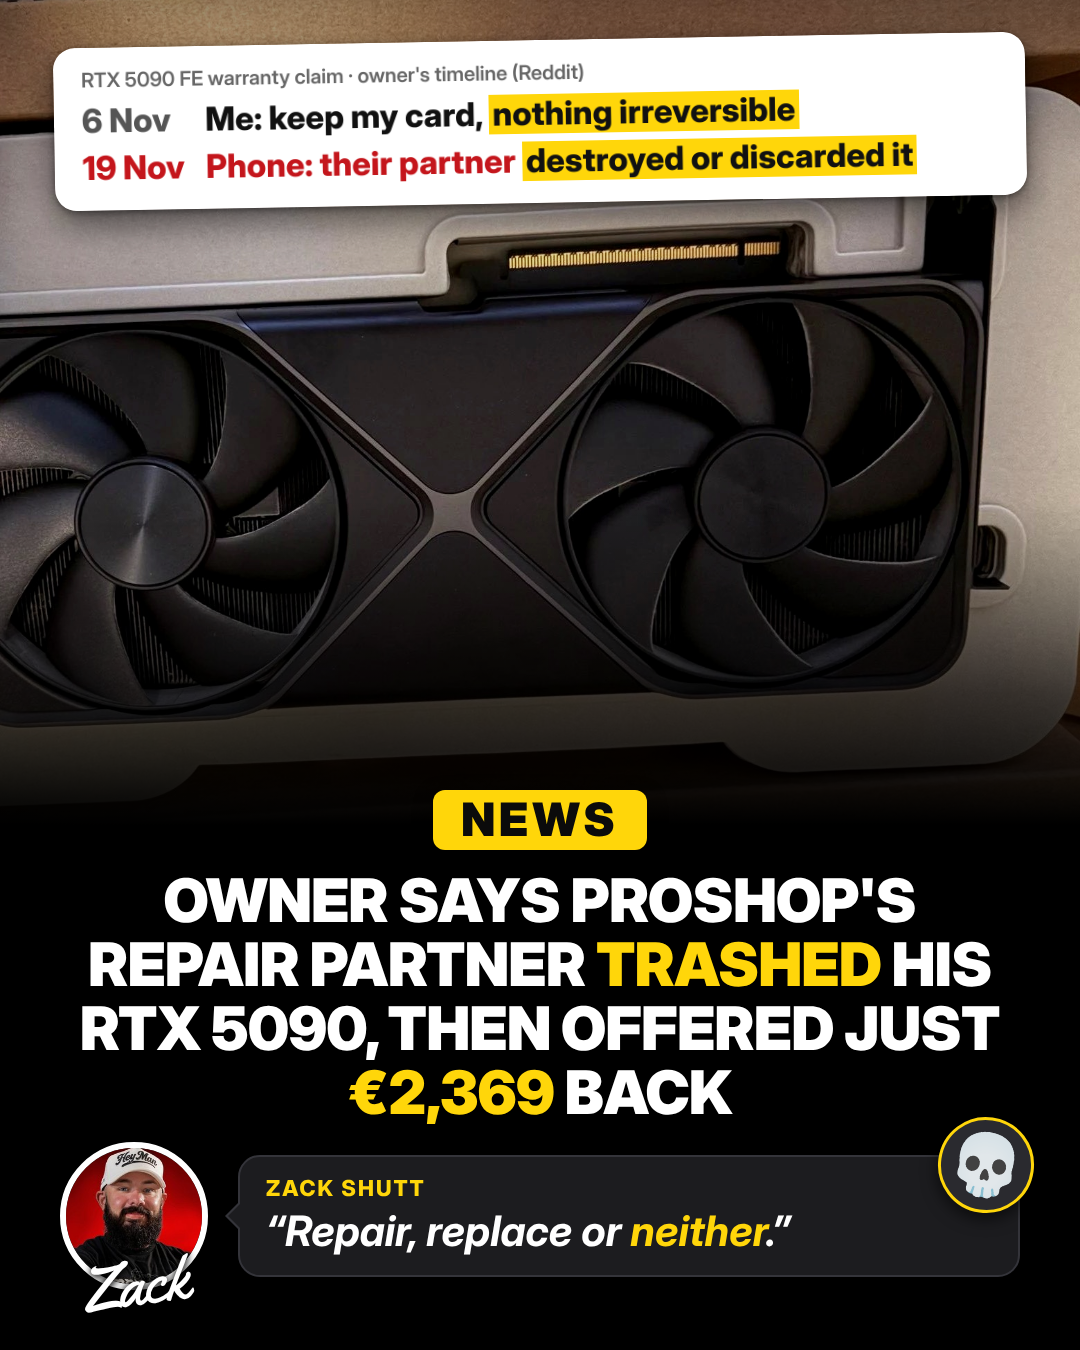 RTX 5090 FE warranty claim · owner's timeline (Reddit)
6 Nov Me: keep my card, nothing irreversible
19 Nov Phone: their partner destroyed or discarded it
NEWS
OWNER SAYS PROSHOP'S
REPAIR PARTNER TRASHED HIS
RTX 5090, THEN OFFERED JUST
€2,369 BACK
Hey Man
ZACK SHUTT
“Repair, replace or neither.”
Zack